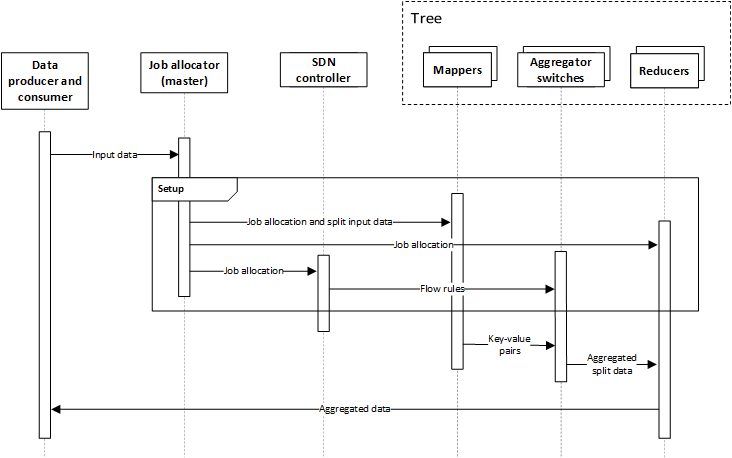 Tree
Data
producer and
consumer
Job allocator
(master)
SDN
controller
Mappers
Aggregator
switches
Reducers
Input data
Setup
Job allocation and split input data
Job allocation
Job allocation
Flow rules
Key-value
pairs
Aggregated
split data
Aggregated data